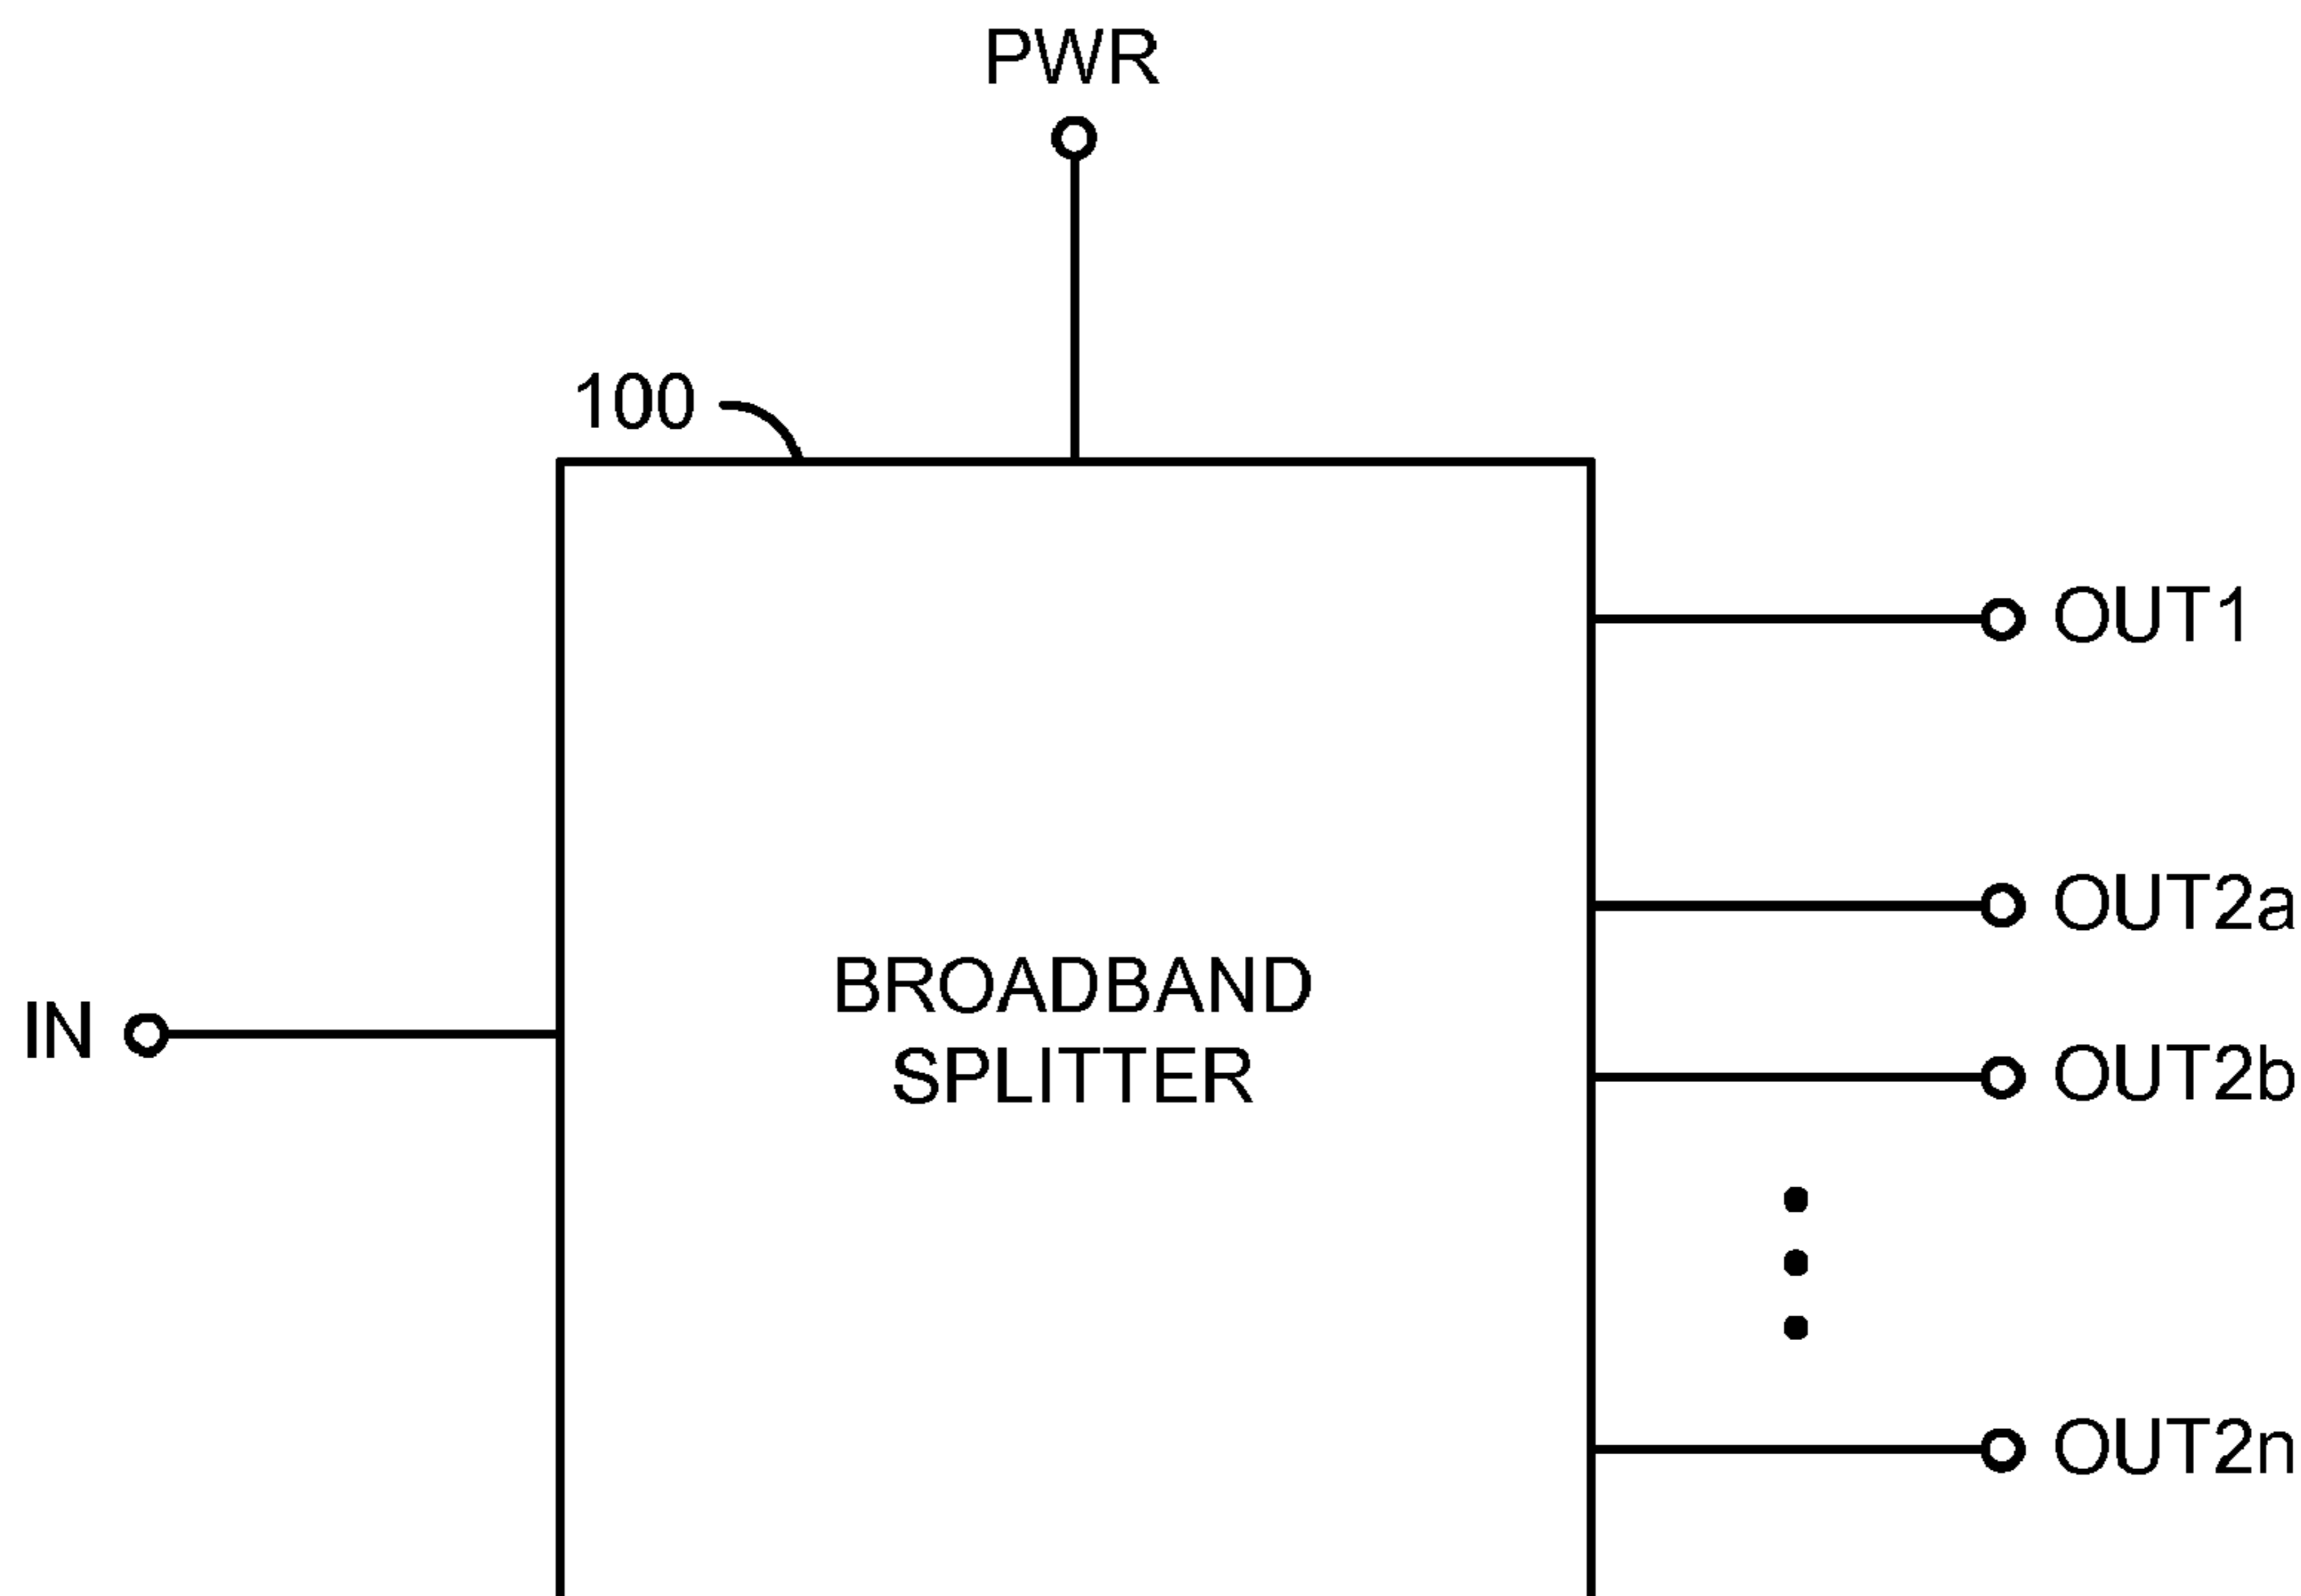 PWR
100
OUT1
OUT2a
BROADBAND
SPLITTER
IN
OUT2b
OUT2n